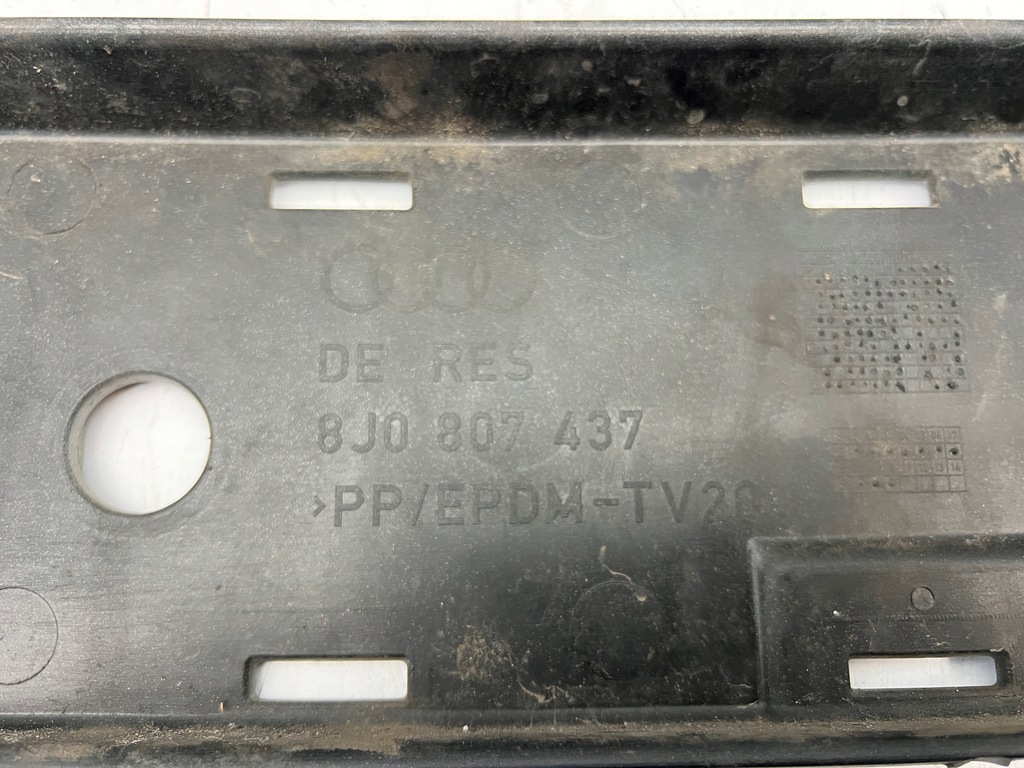 DE RES
8J0 807 437
>PP/EPDM-TV20